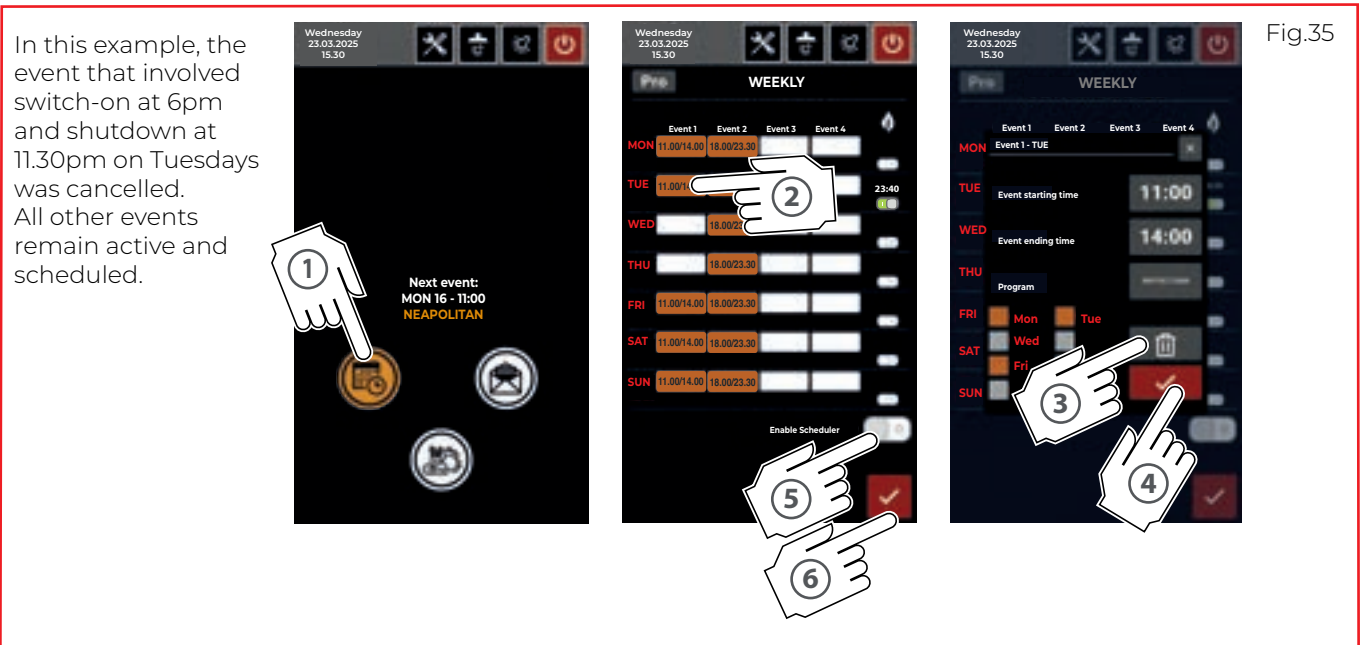 In this example, the
event that involved
switch-on at 6pm
and shutdown at
11.30pm on Tuesdays
was cancelled.
All other events
remain active and
scheduled.
Wednesday
23.03.2025
15.30
1
Next event:
MON 16 - 11:00
NEAPOLITAN
Wednesday
23.03.2025
15.30
Pro WEEKLY
Event 1 Event 2 Event 3 Event 4
MON 11.00/14.00 18.00/23.30
TUE 11.00/1 23:40
2
WED 18.00/23
THU 18.00/23.30
FRI 11.00/14.00 18.00/23.30
SAT 11.00/14.00 18.00/23.30
SUN 11.00/14.00 18.00/23.30
Enable Scheduler
5
6
Wednesday
23.03.2025
15.30
Pro WEEKLY
Event 1 Event 2 Event 3 Event 4
MON Event 1 - TUE
TUE Event starting time 11:00
WED Event ending time 14:00
THU Program
FRI Mon Tue
SAT Wed
Fri
SUN
3
4
Fig.35